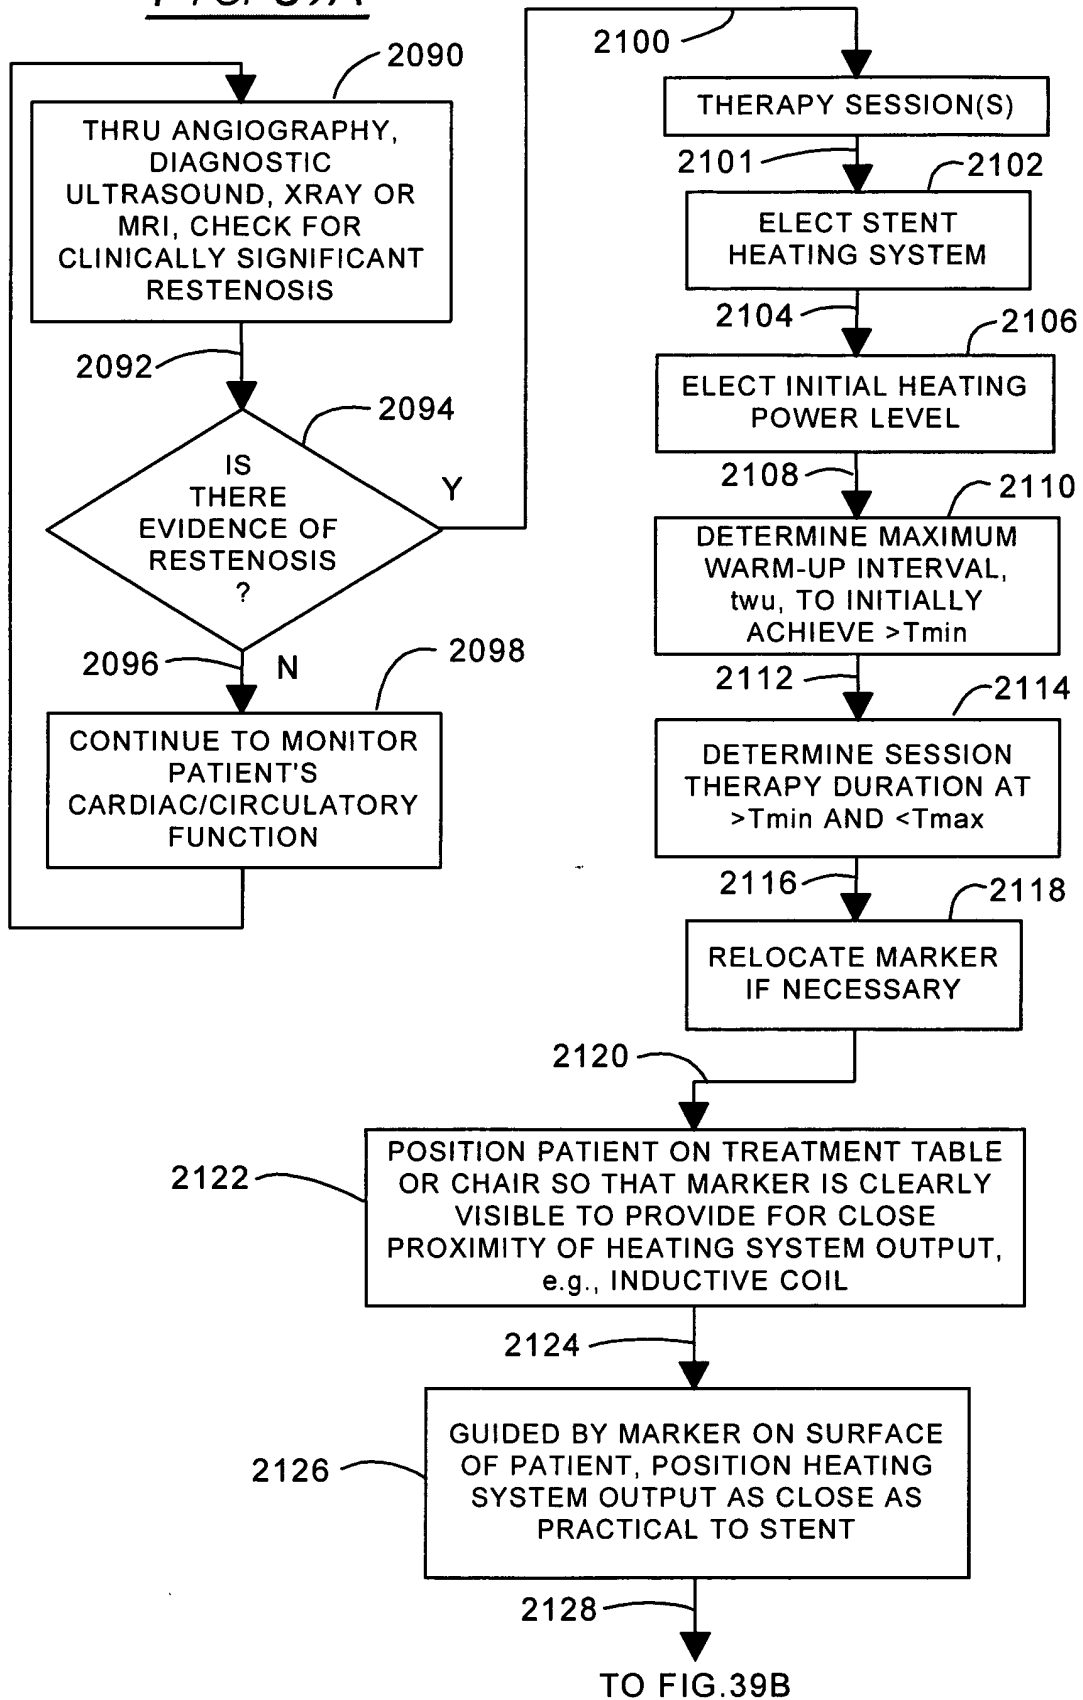 FIG. 39A
2090
THRU ANGIOGRAPHY,
DIAGNOSTIC
ULTRASOUND, XRAY OR
MRI, CHECK FOR
CLINICALLY SIGNIFICANT
RESTENOSIS
2092
2094
IS
THERE
EVIDENCE OF
RESTENOSIS
?
Y
2096
N
2098
CONTINUE TO MONITOR
PATIENT'S
CARDIAC/CIRCULATORY
FUNCTION
2100
THERAPY SESSION(S)
2101
2102
ELECT STENT
HEATING SYSTEM
2104
2106
ELECT INITIAL HEATING
POWER LEVEL
2108
2110
DETERMINE MAXIMUM
WARM-UP INTERVAL,
twu, TO INITIALLY
ACHIEVE >Tmin
2112
2114
DETERMINE SESSION
THERAPY DURATION AT
>Tmin AND <Tmax
2116
2118
RELOCATE MARKER
IF NECESSARY
2120
2122
POSITION PATIENT ON TREATMENT TABLE
OR CHAIR SO THAT MARKER IS CLEARLY
VISIBLE TO PROVIDE FOR CLOSE
PROXIMITY OF HEATING SYSTEM OUTPUT,
e.g., INDUCTIVE COIL
2124
2126
GUIDED BY MARKER ON SURFACE
OF PATIENT, POSITION HEATING
SYSTEM OUTPUT AS CLOSE AS
PRACTICAL TO STENT
2128
TO FIG.39B